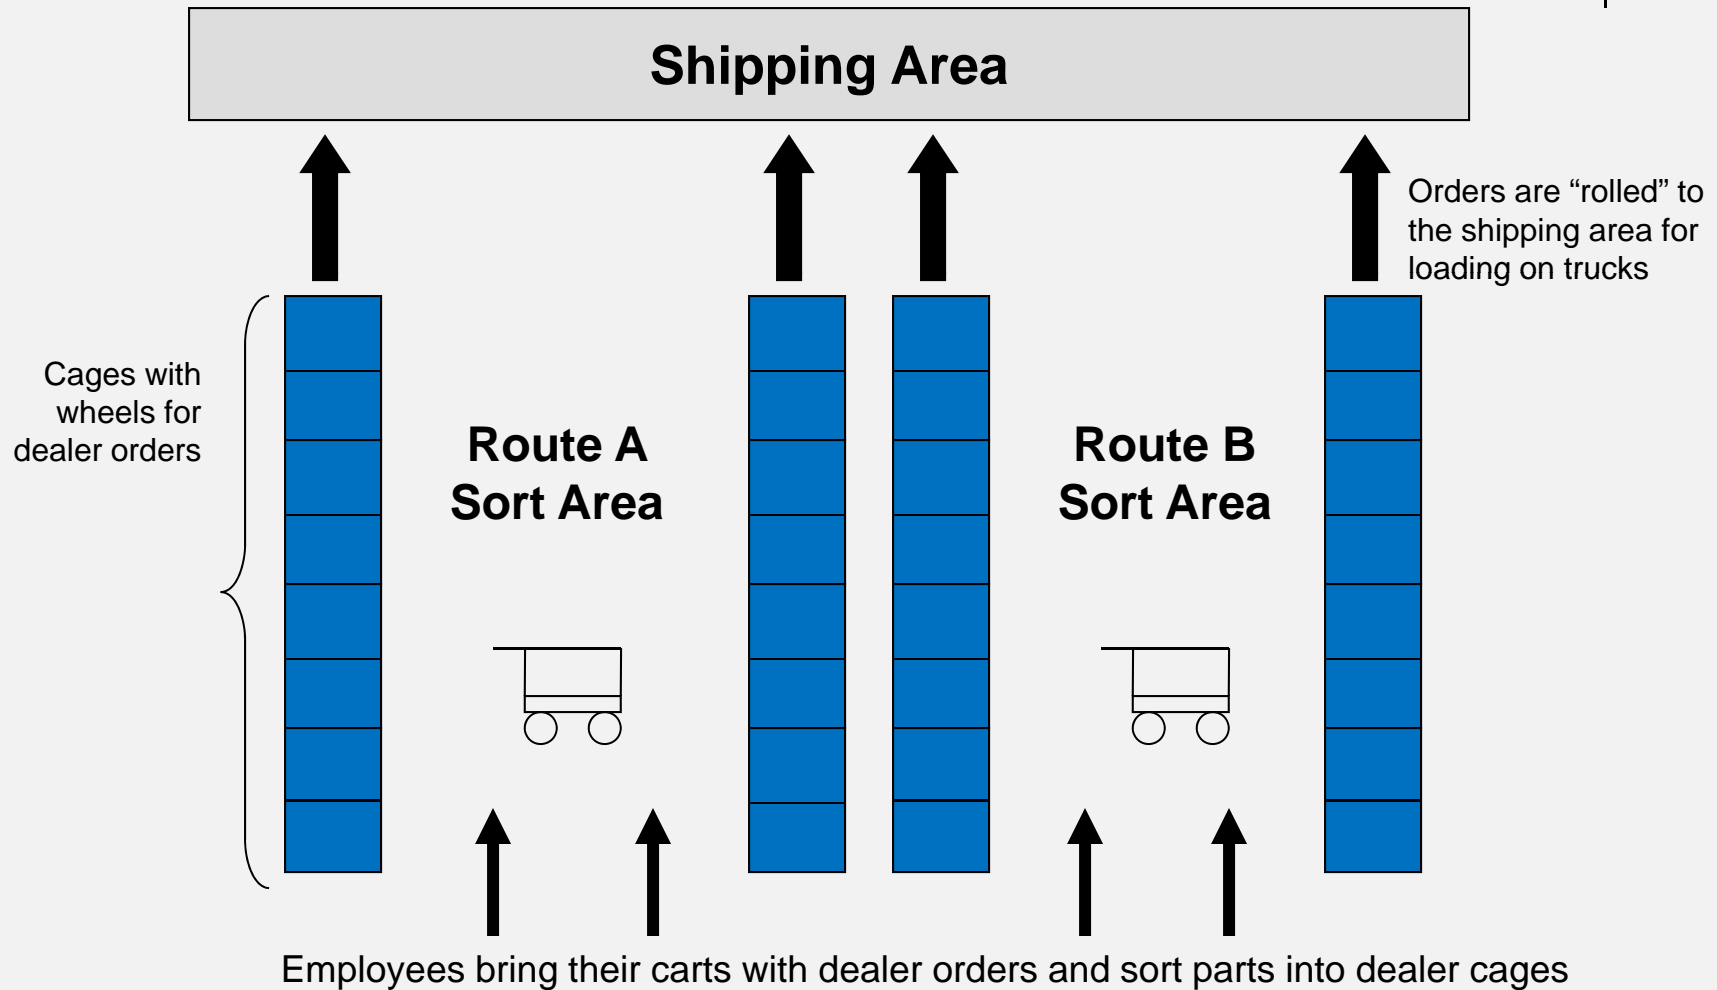 Shipping Area
Orders are “rolled” to
the shipping area for
loading on trucks
Cages with
wheels for
dealer orders
Route A
Sort Area
Route B
Sort Area
Employees bring their carts with dealer orders and sort parts into dealer cages